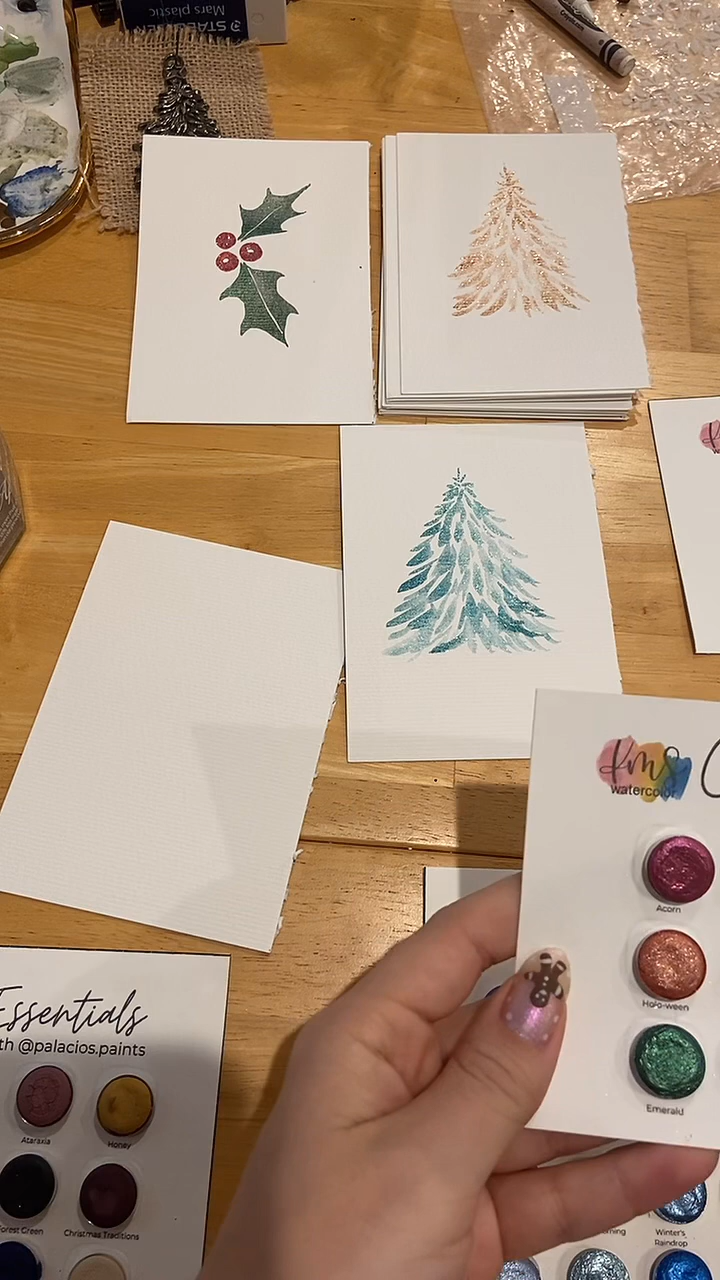 STAEDTLER
Mars plastic
kms
watercolor
Acorn
Holo-ween
Emerald
Essentials
th @palacios.paints
Ataraxia
Honey
Forest Green
Christmas Traditions
Winter's
Raindrop